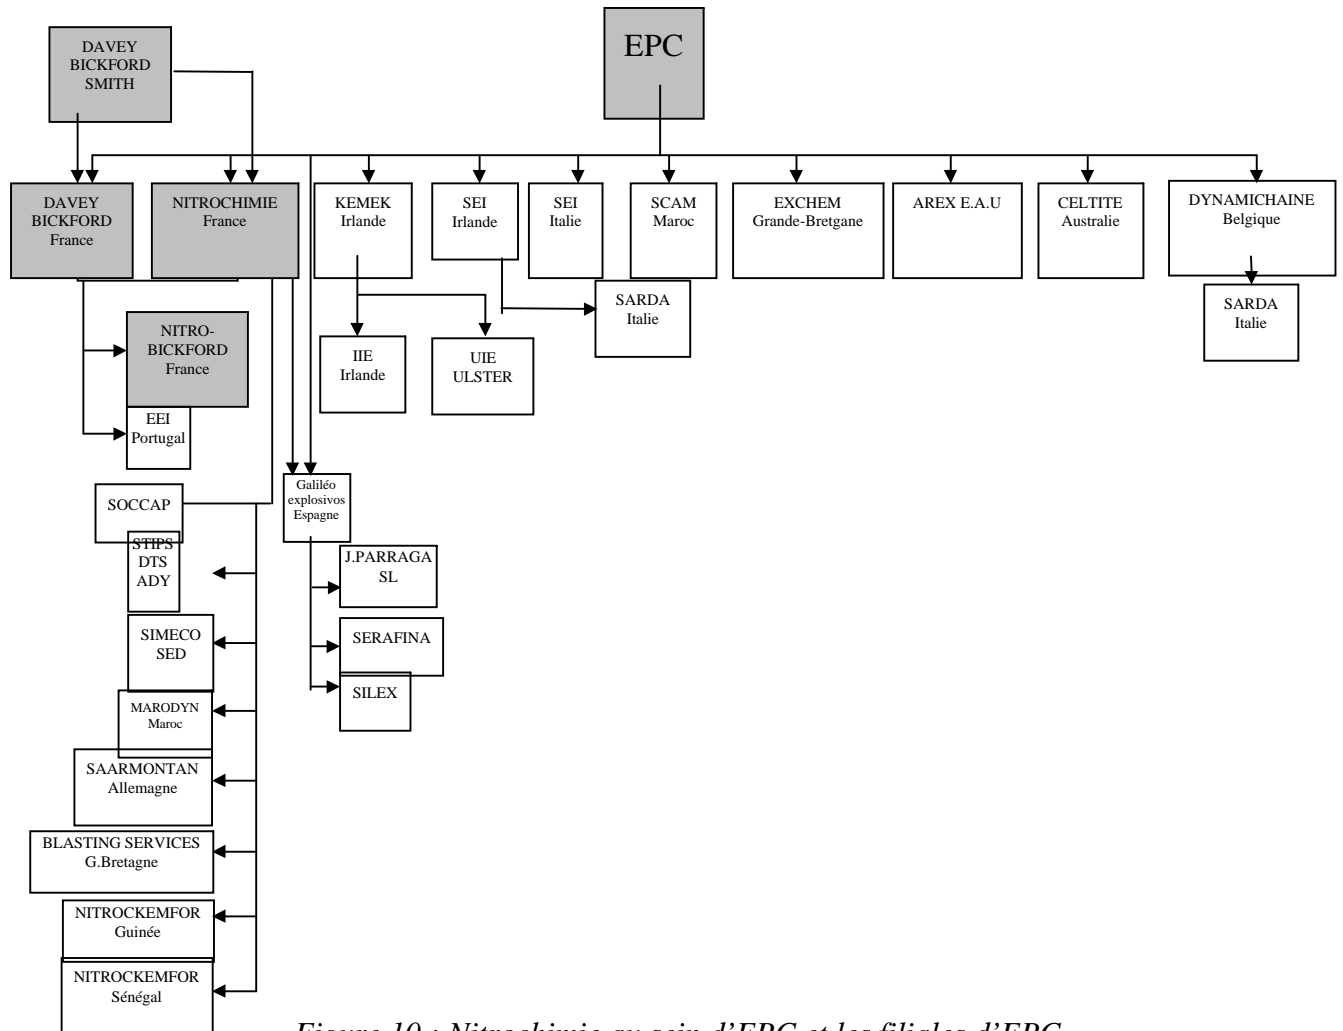 DAVEY
BICKFORD
SMITH
EPC
DAVEY
BICKFORD
France
NITROCHIMIE
France
KEMEK
Irlande
SEI
Irlande
SEI
Italie
SCAM
Maroc
EXCHEM
Grande-Bretgane
AREX E.A.U
CELTITE
Australie
DYNAMICHAINE
Belgique
NITRO-
BICKFORD
France
IIE
Irlande
UIE
ULSTER
SARDA
Italie
SARDA
Italie
EEI
Portugal
SOCCAP
Galiléo
explosivos
Espagne
STIPS
DTS
ADY
J.PARRAGA
SL
SIMECO
SED
SERAFINA
SILEX
MARODYN
Maroc
SAARMONTAN
Allemagne
BLASTING SERVICES
G.Bretagne
NITROCKEMFOR
Guinée
NITROCKEMFOR
Sénégal
Figure 10 : Nitrochimie au sein d'EPC et les filiales d'EPC